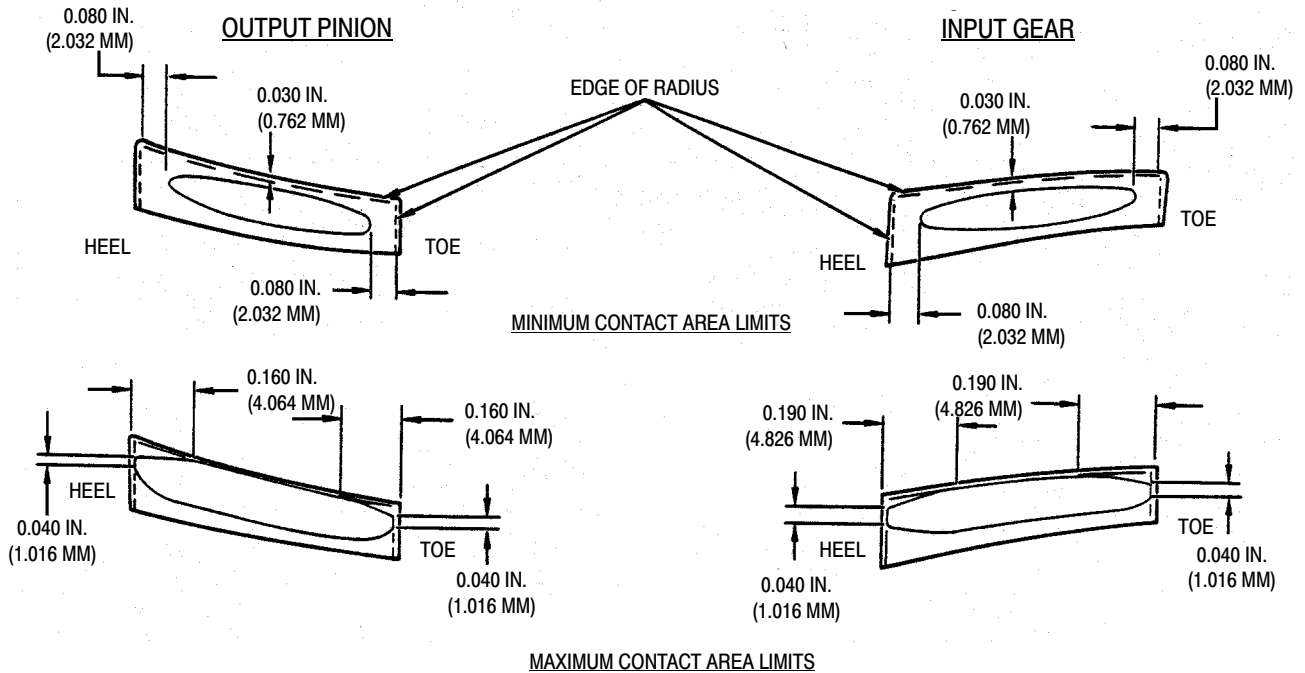 OUTPUT PINION
INPUT GEAR
0.080 IN.
(2.032 MM)
0.030 IN.
(0.762 MM)
EDGE OF RADIUS
0.030 IN.
(0.762 MM)
0.080 IN.
(2.032 MM)
HEEL
TOE
HEEL
TOE
0.080 IN.
(2.032 MM)
0.080 IN.
(2.032 MM)
MINIMUM CONTACT AREA LIMITS
0.160 IN.
(4.064 MM)
0.160 IN.
(4.064 MM)
0.190 IN.
(4.826 MM)
0.190 IN.
(4.826 MM)
HEEL
TOE
HEEL
TOE
0.040 IN.
(1.016 MM)
0.040 IN.
(1.016 MM)
0.040 IN.
(1.016 MM)
0.040 IN.
(1.016 MM)
MAXIMUM CONTACT AREA LIMITS